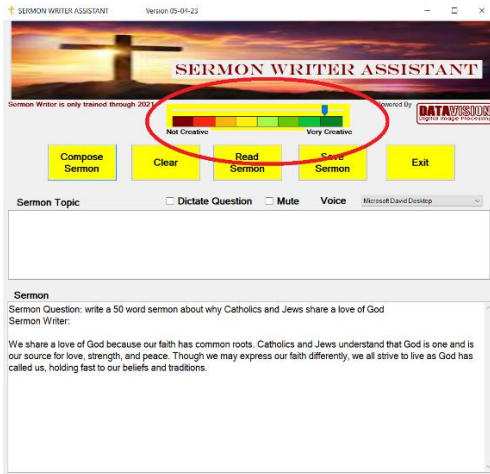 SERMON WRITER ASSISTANT Version 05-04-23
SERMON WRITER ASSISTANT
Sermon Writer is only trained through 2021
Powered By
DATAVISION
Digital Image Processing
Not Creative Very Creative
Compose Sermon Clear Read Sermon Save Sermon Exit
Sermon Topic Dictate Question Mute Voice Microsoft David Desktop
Sermon
Sermon Question: write a 50 word sermon about why Catholics and Jews share a love of God
Sermon Writer:
We share a love of God because our faith has common roots. Catholics and Jews understand that God is one and is
our source for love, strength, and peace. Though we may express our faith differently, we all strive to live as God has
called us, holding fast to our beliefs and traditions.